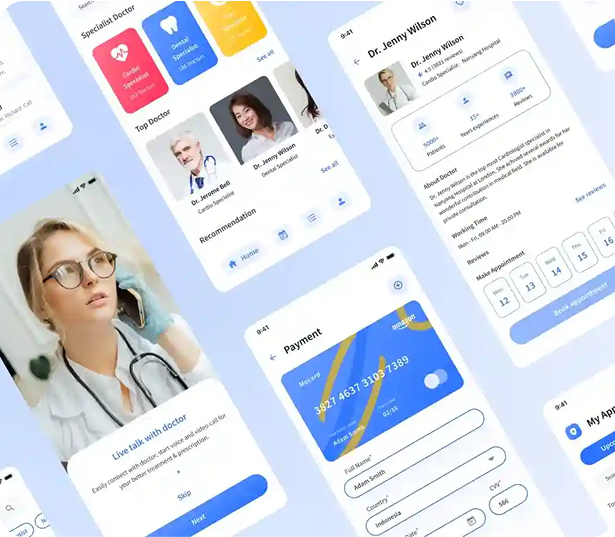 Specialist Doctor
Cardio
Specialist
252 Doctors
Dental
Specialist
186 Doctors
See all
Top Doctor
Dr. Jerome Bell
Cardio Specialist
Dr. Jenny Wilson
Dental Specialist
See all
Recommendation
Home
Live talk with doctor
Easily connect with doctor, start voice and video call for
your better treatment & prescription.
Skip
Next
9:41
Payment
amazon
3827 4637 3103 7389
02/30
Adam Smith
Full Name*
Adam Smith
Country*
Indonesia
CVV*
566
9:41
Dr. Jenny Wilson
Dr. Jenny Wilson
4.9 (3821 reviews)
Cardio Specialist - Nanyang Hospital
5000+
Patients
15+
Years experiences
3800+
Reviews
About Doctor
Dr. Jenny Wilson is the top most Cardiologist specialist in
Nanyang Hospital at London. She achived several awards for her
wonderful contribution in medical field. She is available for
private consultation.
Working Time
Mon - Fri, 09.00 AM - 20.00 PM
Reviews
See reviews
Make Appointment
Mon
12
Tue
13
Wed
14
Thu
15
Fri
16
Book Appointment
9:41